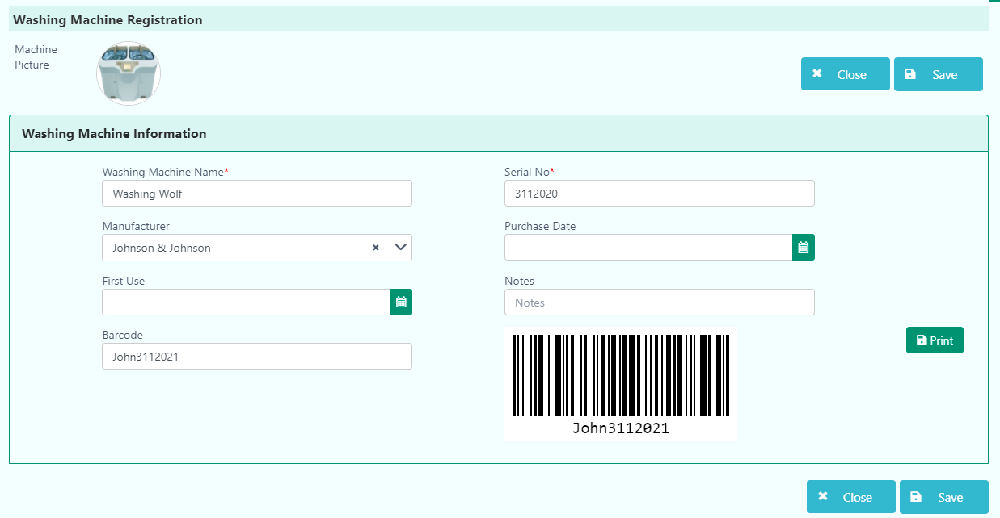 Washing Machine Registration
Machine
Picture
Close
Save
Washing Machine Information
Washing Machine Name*
Serial No*
Washing Wolf
3112020
Manufacturer
Purchase Date
Johnson & Johnson
First Use
Notes
Notes
Barcode
John3112021
Print
John3112021
Close
Save